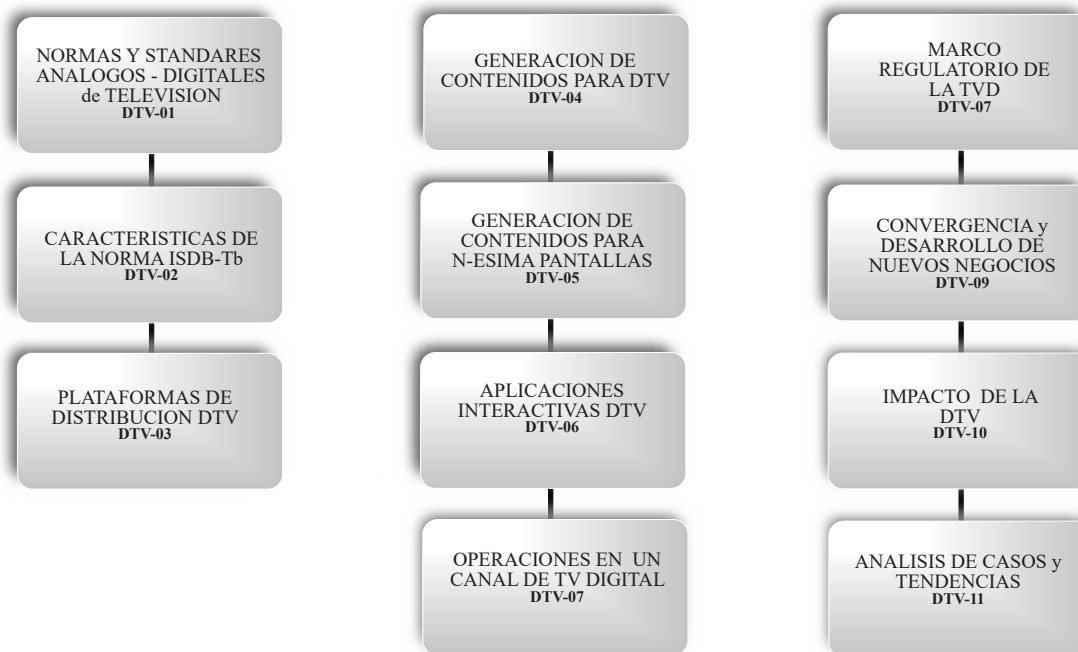 NORMAS Y STANDARES
ANALOGOS - DIGITALES
de TELEVISION
DTV-01
CARACTERISTICAS DE
LA NORMA ISDB-Tb
DTV-02
PLATAFORMAS DE
DISTRIBUCION DTV
DTV-03
GENERACION DE
CONTENIDOS PARA DTV
DTV-04
GENERACION DE
CONTENIDOS PARA
N-ESIMA PANTALLAS
DTV-05
APLICACIONES
INTERACTIVAS DTV
DTV-06
OPERACIONES EN UN
CANAL DE TV DIGITAL
DTV-07
MARCO
REGULATORIO DE
LA TVD
DTV-07
CONVERGENCIA y
DESARROLLO DE
NUEVOS NEGOCIOS
DTV-09
IMPACTO DE LA
DTV
DTV-10
ANALISIS DE CASOS y
TENDENCIAS
DTV-11